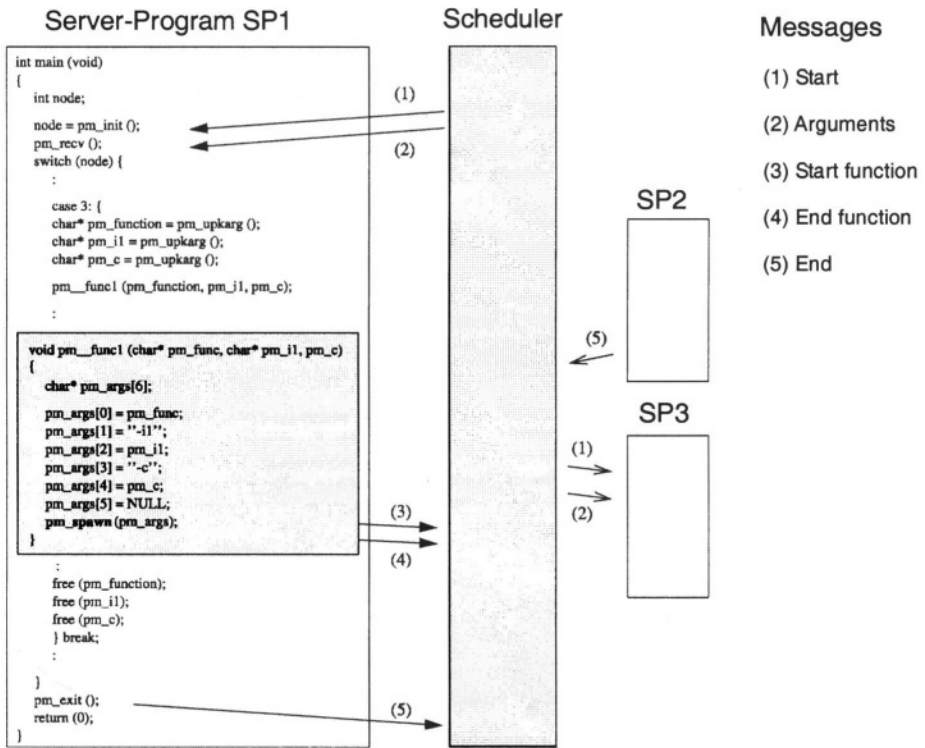 Server-Program SP1
int main (void)
{
int node;
node = pm_init ();
pm_recv ();
switch (node) {
:
case 3: {
char* pm_function = pm_upkarg ();
char* pm_i1 = pm_upkarg ();
char* pm_c = pm_upkarg ();
pm__func1 (pm_function, pm_i1, pm_c);
:
void pm__func1 (char* pm_func, char* pm_i1, pm_c)
{
char* pm_args[6];
pm_args[0] = pm_func;
pm_args[1] = "-i1";
pm_args[2] = pm_i1;
pm_args[3] = "-c";
pm_args[4] = pm_c;
pm_args[5] = NULL;
pm_spawn (pm_args);
}
:
free (pm_function);
free (pm_i1);
free (pm_c);
} break;
:
}
pm_exit ();
return (0);
}
(1)
(2)
(3)
(4)
(5)
Scheduler
(5)
(1)
(2)
SP2
SP3
Messages
(1) Start
(2) Arguments
(3) Start function
(4) End function
(5) End